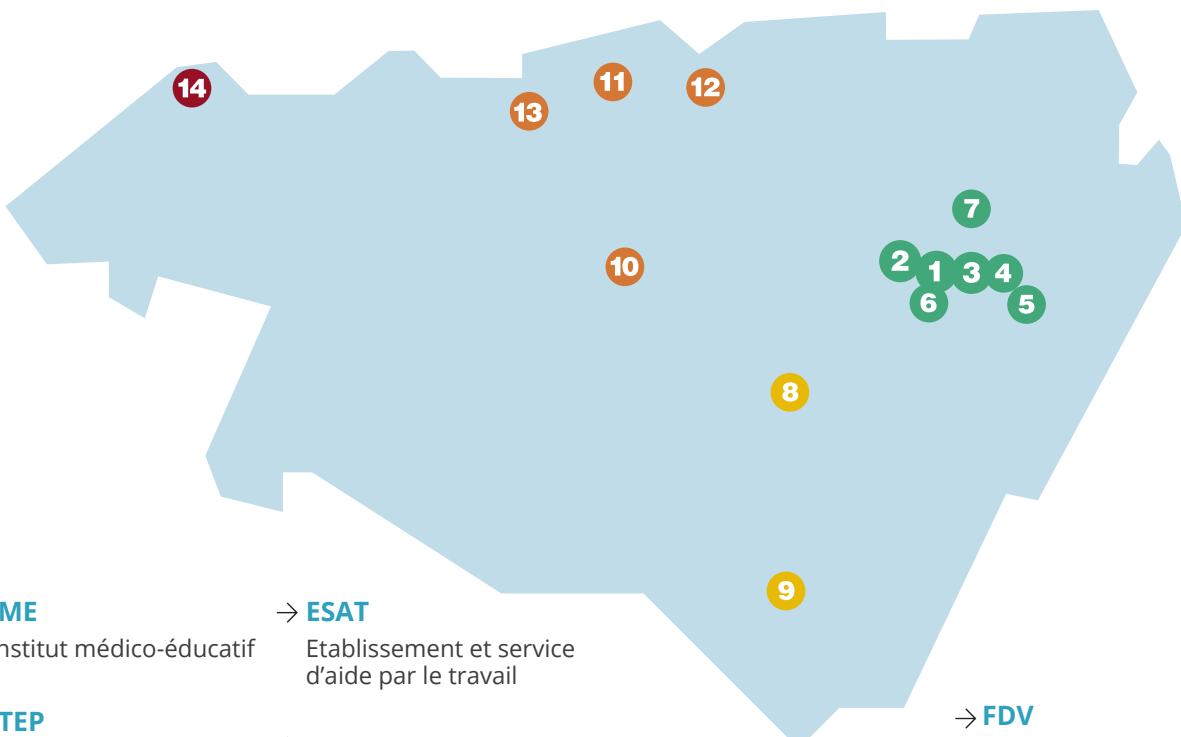 14
11
12
13
7
2
1
3
4
10
6
5
8
9
ME
nstitut médico-éducatif
→ ESAT
Etablissement et service
d’aide par le travail
TEP
→ FDV